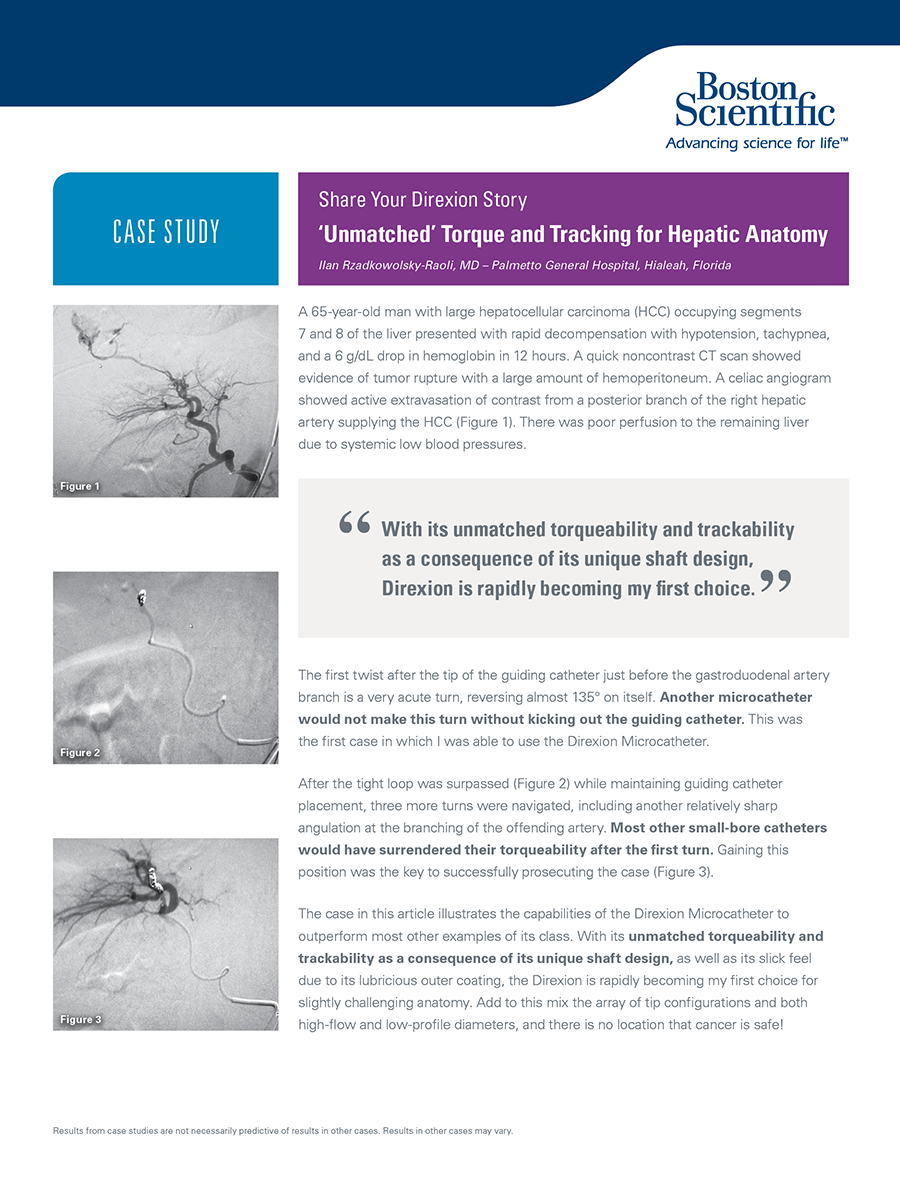 Boston
Scientific
Advancing science for life™
CASE STUDY
Share Your Direxion Story
‘Unmatched’ Torque and Tracking for Hepatic Anatomy
Ilan Rzadkowolsky-Raoli, MD – Palmetto General Hospital, Hialeah, Florida
Figure 1
A 65-year-old man with large hepatocellular carcinoma (HCC) occupying segments
7 and 8 of the liver presented with rapid decompensation with hypotension, tachypnea,
and a 6 g/dL drop in hemoglobin in 12 hours. A quick noncontrast CT scan showed
evidence of tumor rupture with a large amount of hemoperitoneum. A celiac angiogram
showed active extravasation of contrast from a posterior branch of the right hepatic
artery supplying the HCC (Figure 1). There was poor perfusion to the remaining liver
due to systemic low blood pressures.
“ With its unmatched torqueability and trackability
as a consequence of its unique shaft design,
Direxion is rapidly becoming my first choice. ”
Figure 2
The first twist after the tip of the guiding catheter just before the gastroduodenal artery
branch is a very acute turn, reversing almost 135° on itself. Another microcatheter
would not make this turn without kicking out the guiding catheter. This was
the first case in which I was able to use the Direxion Microcatheter.
After the tight loop was surpassed (Figure 2) while maintaining guiding catheter
placement, three more turns were navigated, including another relatively sharp
angulation at the branching of the offending artery. Most other small-bore catheters
would have surrendered their torqueability after the first turn. Gaining this
position was the key to successfully prosecuting the case (Figure 3).
Figure 3
The case in this article illustrates the capabilities of the Direxion Microcatheter to
outperform most other examples of its class. With its unmatched torqueability and
trackability as a consequence of its unique shaft design, as well as its slick feel
due to its lubricious outer coating, the Direxion is rapidly becoming my first choice for
slightly challenging anatomy. Add to this mix the array of tip configurations and both
high-flow and low-profile diameters, and there is no location that cancer is safe!
Results from case studies are not necessarily predictive of results in other cases. Results in other cases may vary.